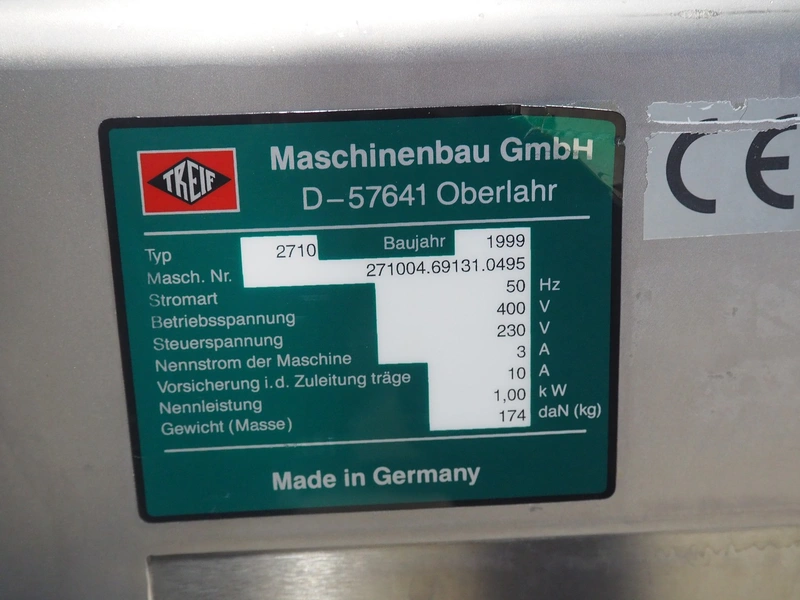 TREIF
Maschinenbau GmbH
D-57641 Oberlahr
Typ 2710 Baujahr 1999
Masch. Nr. 271004.69131.0495
Stromart 50 Hz
Betriebsspannung 400 V
Steuerspannung 230 V
Nennstrom der Maschine 3 A
Vorsicherung i.d. Zuleitung träge 10 A
Nennleistung 1,00 kW
Gewicht (Masse) 174 daN (kg)
Made in Germany
CE